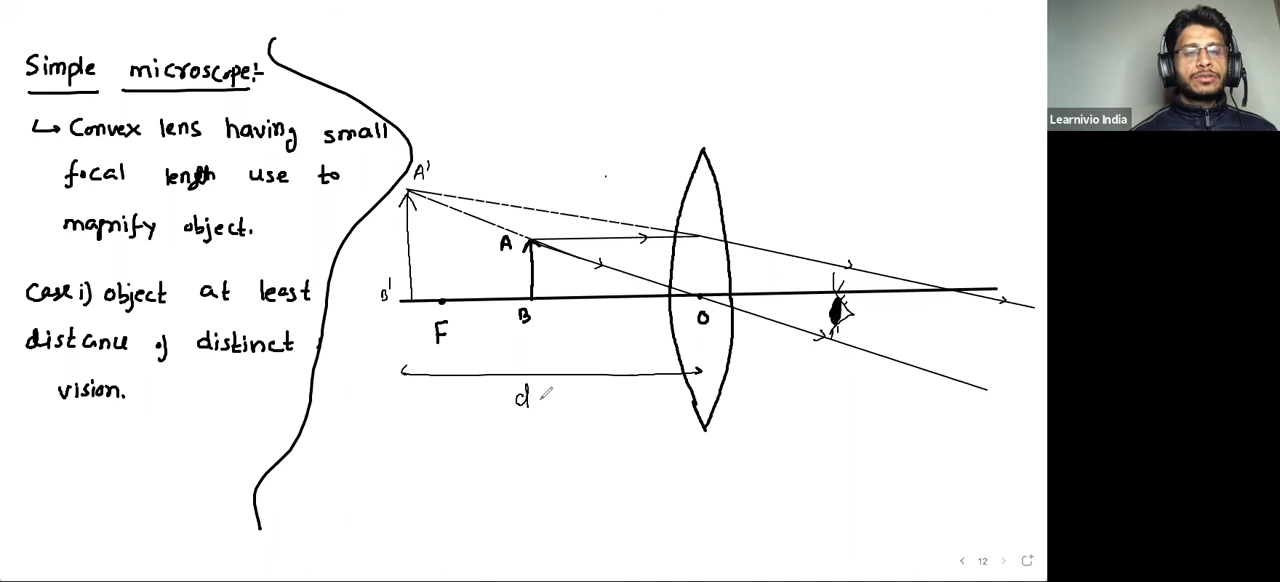 Simple microscope:-
↳ Convex lens having small
focal length use to
magnify object.
Case i) object at least
distance of distinct
vision.
A'
A
B'
F
B
O
d
Learnivio India
12